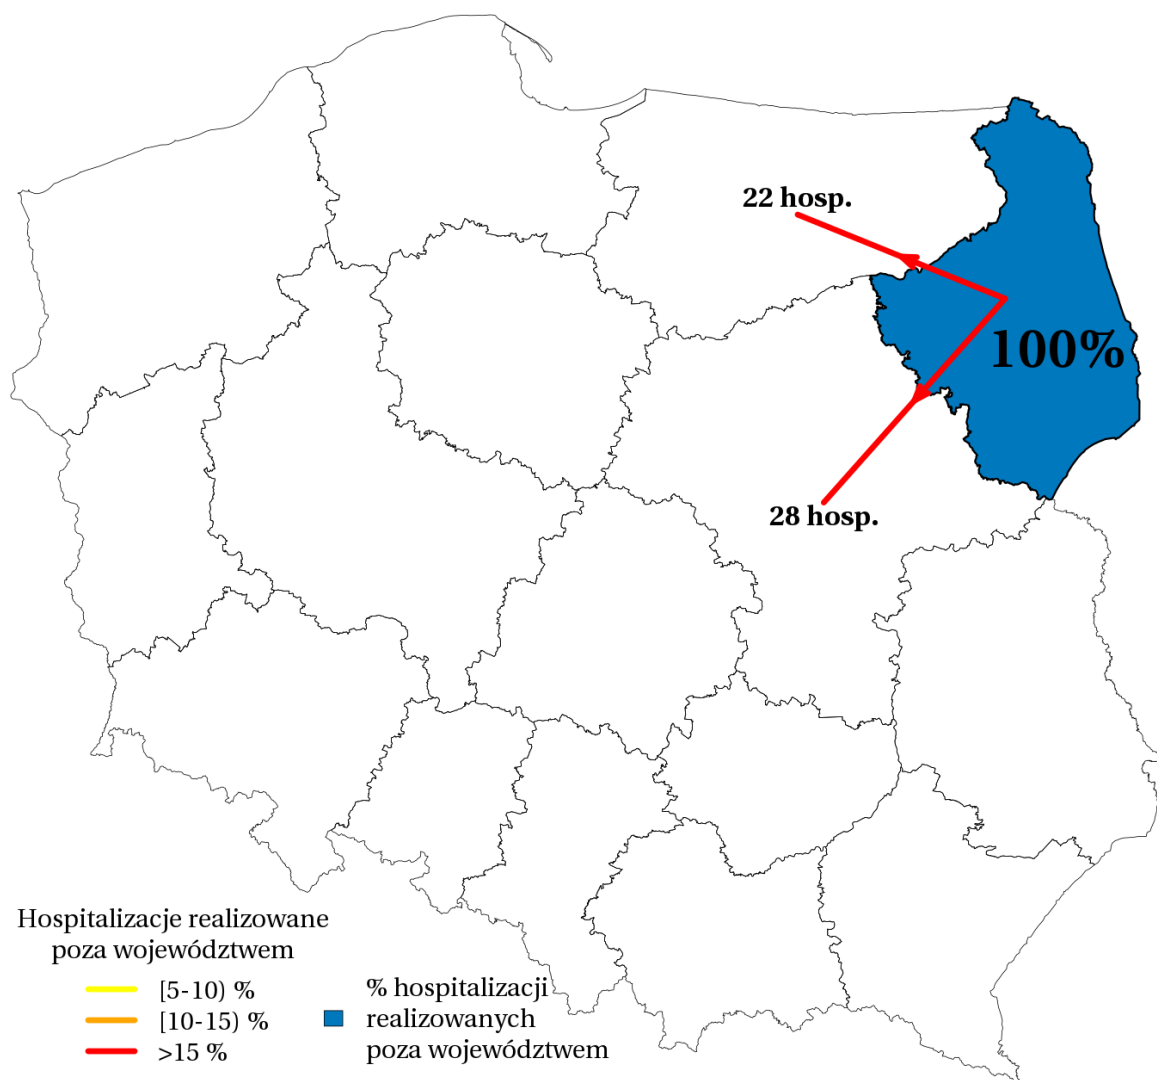 22 hosp.
100%
28 hosp.
Hospitalizacje realizowane
poza województwem
[5-10) %
[10-15) %
>15 %
% hospitalizacji
realizowanych
poza województwem